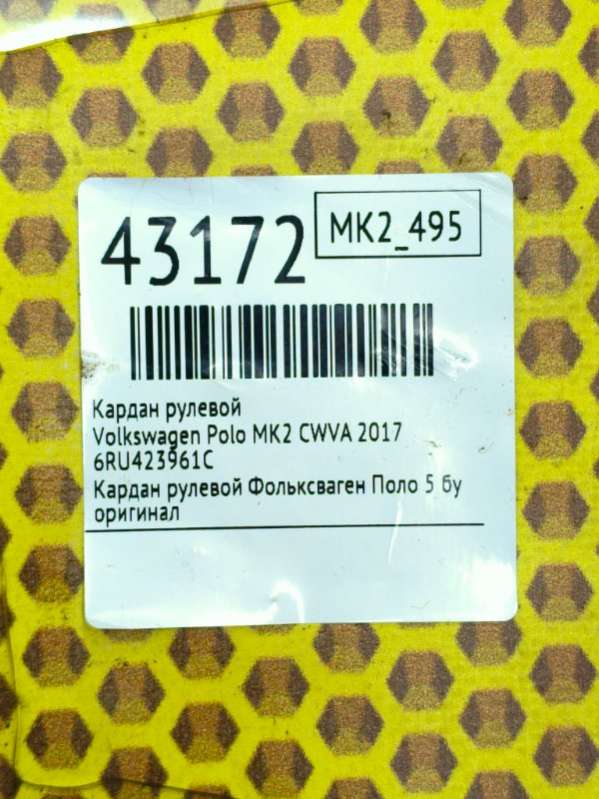 43172
MK2_495
Кардан рулевой
Volkswagen Polo MK2 CWVA 2017
6RU423961C
Кардан рулевой Фольксваген Поло 5 бу
оригинал